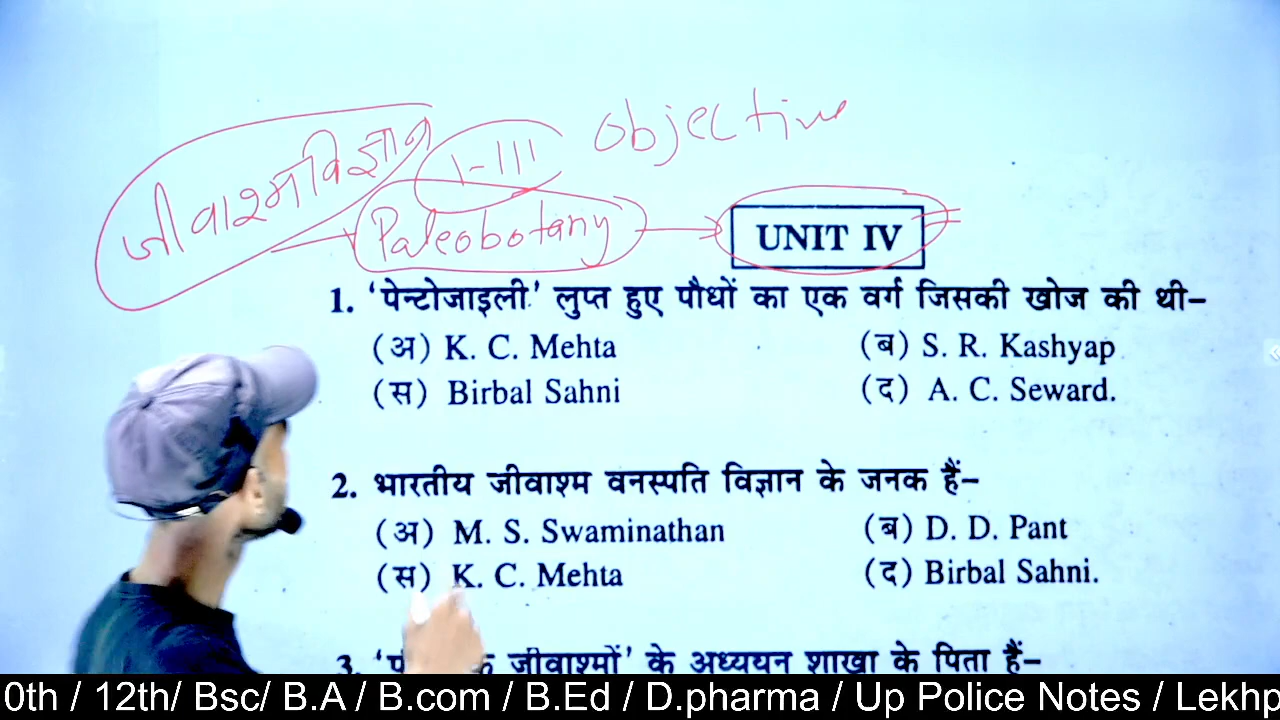 Objective
I-III
जीवाश्मविज्ञान
Paleobotany
UNIT IV
1. 'पेन्टोजाइली' लुप्त हुए पौधों का एक वर्ग जिसकी खोज की थी–
(अ) K. C. Mehta (ब) S. R. Kashyap
(स) Birbal Sahni (द) A. C. Seward.
2. भारतीय जीवाश्म वनस्पति विज्ञान के जनक हैं–
(अ) M. S. Swaminathan (ब) D. D. Pant
(स) K. C. Mehta (द) Birbal Sahni.
3. जीवाश्मों' के अध्ययन शाखा के पिता हैं–
0th / 12th/ Bsc/ B.A / B.com / B.Ed / D.pharma / Up Police Notes / Lekhp